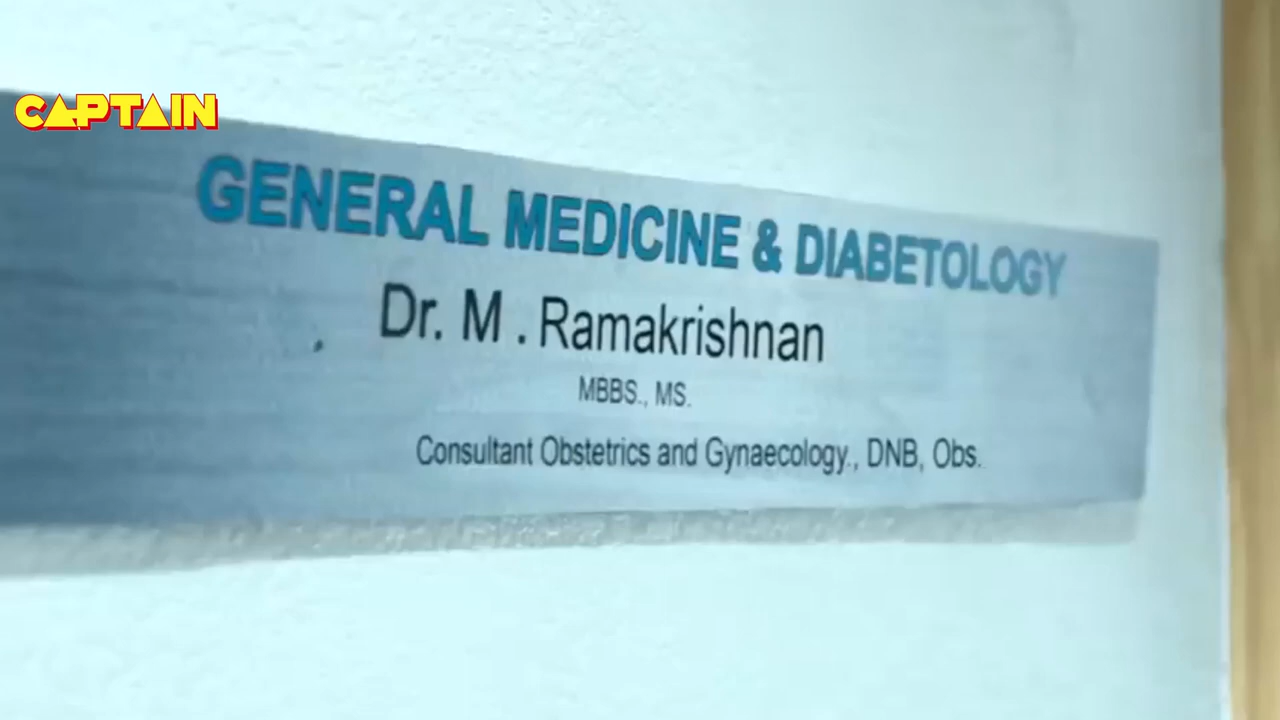 CAPTAIN
GENERAL MEDICINE & DIABETOLOGY
Dr. M . Ramakrishnan
MBBS., MS.
Consultant Obstetrics and Gynaecology., DNB, Obs.